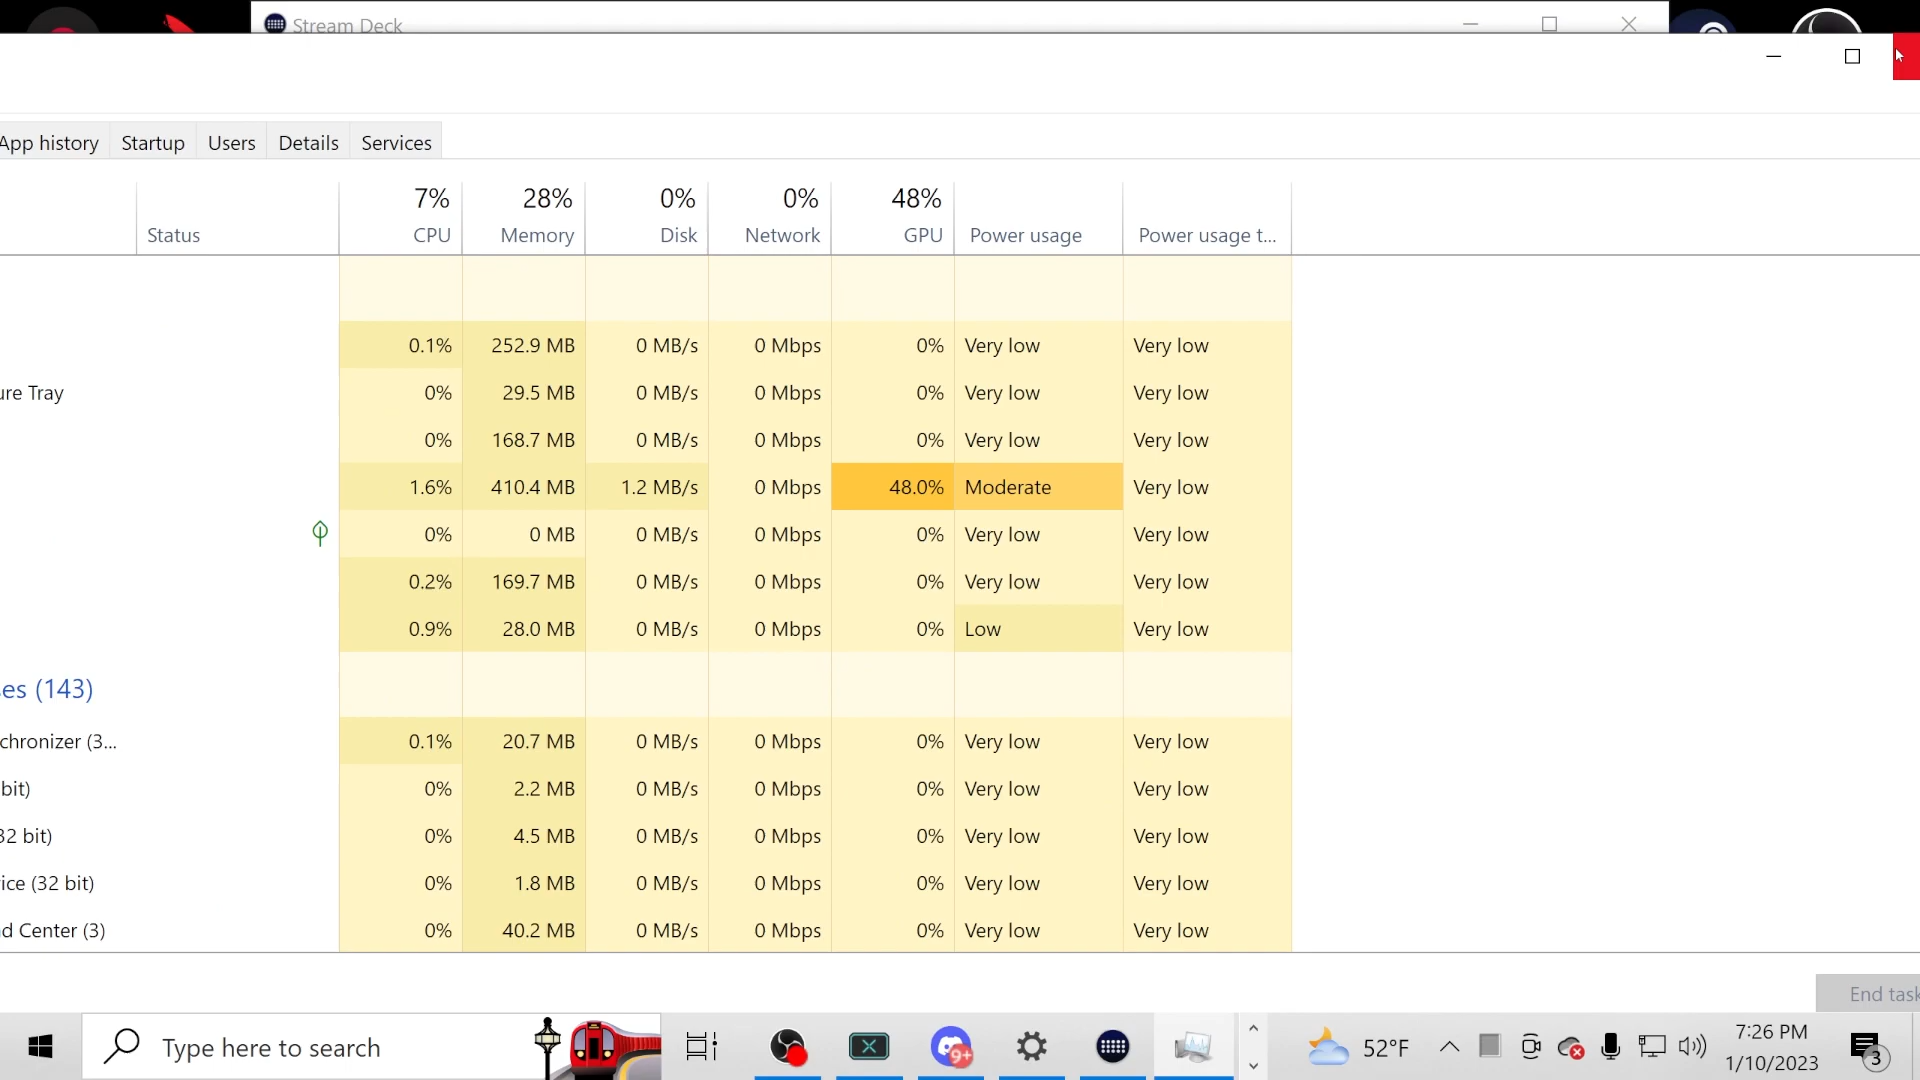 Stream Deck
App history Startup Users Details Services
7% 28% 0% 0% 48%
Status CPU Memory Disk Network GPU Power usage Power usage t...
0.1% 252.9 MB 0 MB/s 0 Mbps 0% Very low Very low
ure Tray 0% 29.5 MB 0 MB/s 0 Mbps 0% Very low Very low
0% 168.7 MB 0 MB/s 0 Mbps 0% Very low Very low
1.6% 410.4 MB 1.2 MB/s 0 Mbps 48.0% Moderate Very low
0% 0 MB 0 MB/s 0 Mbps 0% Very low Very low
0.2% 169.7 MB 0 MB/s 0 Mbps 0% Very low Very low
0.9% 28.0 MB 0 MB/s 0 Mbps 0% Low Very low
es (143)
chronizer (3... 0.1% 20.7 MB 0 MB/s 0 Mbps 0% Very low Very low
bit) 0% 2.2 MB 0 MB/s 0 Mbps 0% Very low Very low
32 bit) 0% 4.5 MB 0 MB/s 0 Mbps 0% Very low Very low
ice (32 bit) 0% 1.8 MB 0 MB/s 0 Mbps 0% Very low Very low
d Center (3) 0% 40.2 MB 0 MB/s 0 Mbps 0% Very low Very low
End task
Type here to search 9+ 52°F 7:26 PM
1/10/2023 3